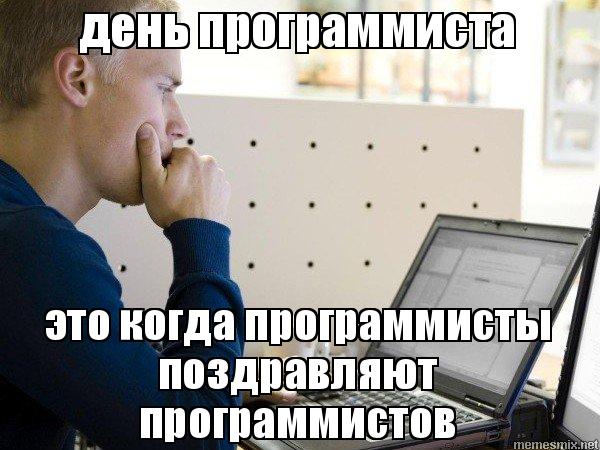 день программиста
это когда программисты
поздравляют
программистов
memesmix.net